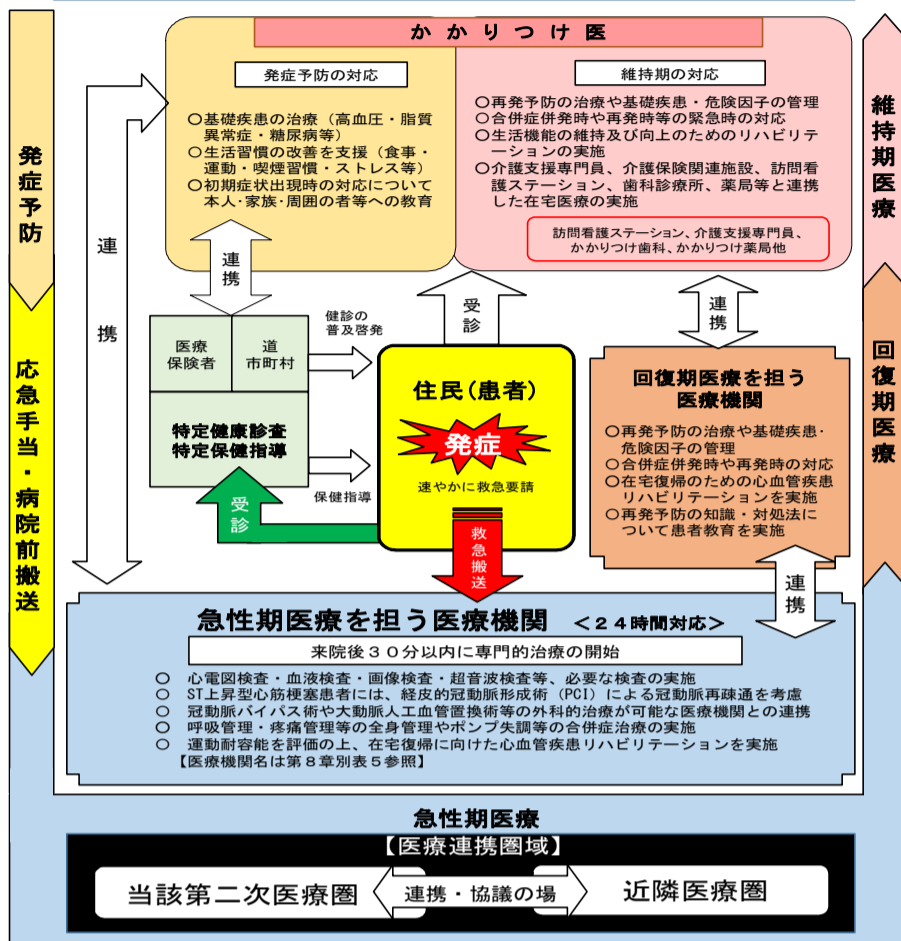 かかりつけ医
発症予防の対応
○基礎疾患の治療（高血圧・脂質
異常症・糖尿病等）
○生活習慣の改善を支援（食事・
運動・喫煙習慣・ストレス等）
○初期症状出現時の対応について
本人・家族・周囲の者等への教育
維持期の対応
○再発予防の治療や基礎疾患・危険因子の管理
○合併症併発時や再発時等の緊急時の対応
○生活機能の維持及び向上のためのリハビリテ
ーションの実施
○介護支援専門員、介護保険関連施設、訪問看
護ステーション、歯科診療所、薬局等と連携
した在宅医療の実施
訪問看護ステーション、介護支援専門員、
かかりつけ歯科、かかりつけ薬局他
発症予防
応急手当・病院前搬送
維持期医療
回復期医療
連携
連携
受診
連携
医療
保険者
道
市町村
健診の
普及啓発
特定健康診査
特定保健指導
保健指導
受診
住民(患者)
発症
速やかに救急要請
救急搬送
回復期医療を担う
医療機関
○再発予防の治療や基礎疾患・
危険因子の管理
○合併症併発時や再発時の対応
○在宅復帰のための心血管疾患
リハビリテーションを実施
○再発予防の知識・対処法に
ついて患者教育を実施
連携
急性期医療を担う医療機関 ＜２４時間対応＞
来院後３０分以内に専門的治療の開始
○ 心電図検査・血液検査・画像検査・超音波検査等、必要な検査の実施
○ ST上昇型心筋梗塞患者には、経皮的冠動脈形成術（PCI）による冠動脈再疎通を考慮
○ 冠動脈バイパス術や大動脈人工血管置換術等の外科的治療が可能な医療機関との連携
○ 呼吸管理・疼痛管理等の全身管理やポンプ失調等の合併症治療の実施
○ 運動耐容能を評価の上、在宅復帰に向けた心血管疾患リハビリテーションを実施
【医療機関名は第８章別表５参照】
急性期医療
【医療連携圏域】
当該第二次医療圏
連携・協議の場
近隣医療圏